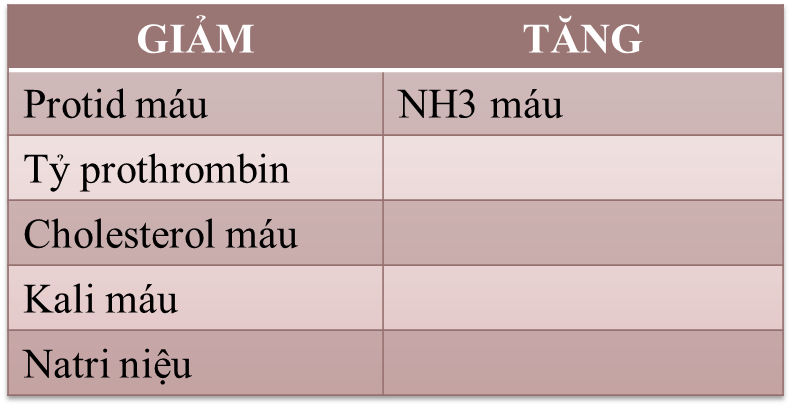 GIẢM TĂNG
Protid máu NH3 máu
Tỷ prothrombin
Cholesterol máu
Kali máu
Natri niệu